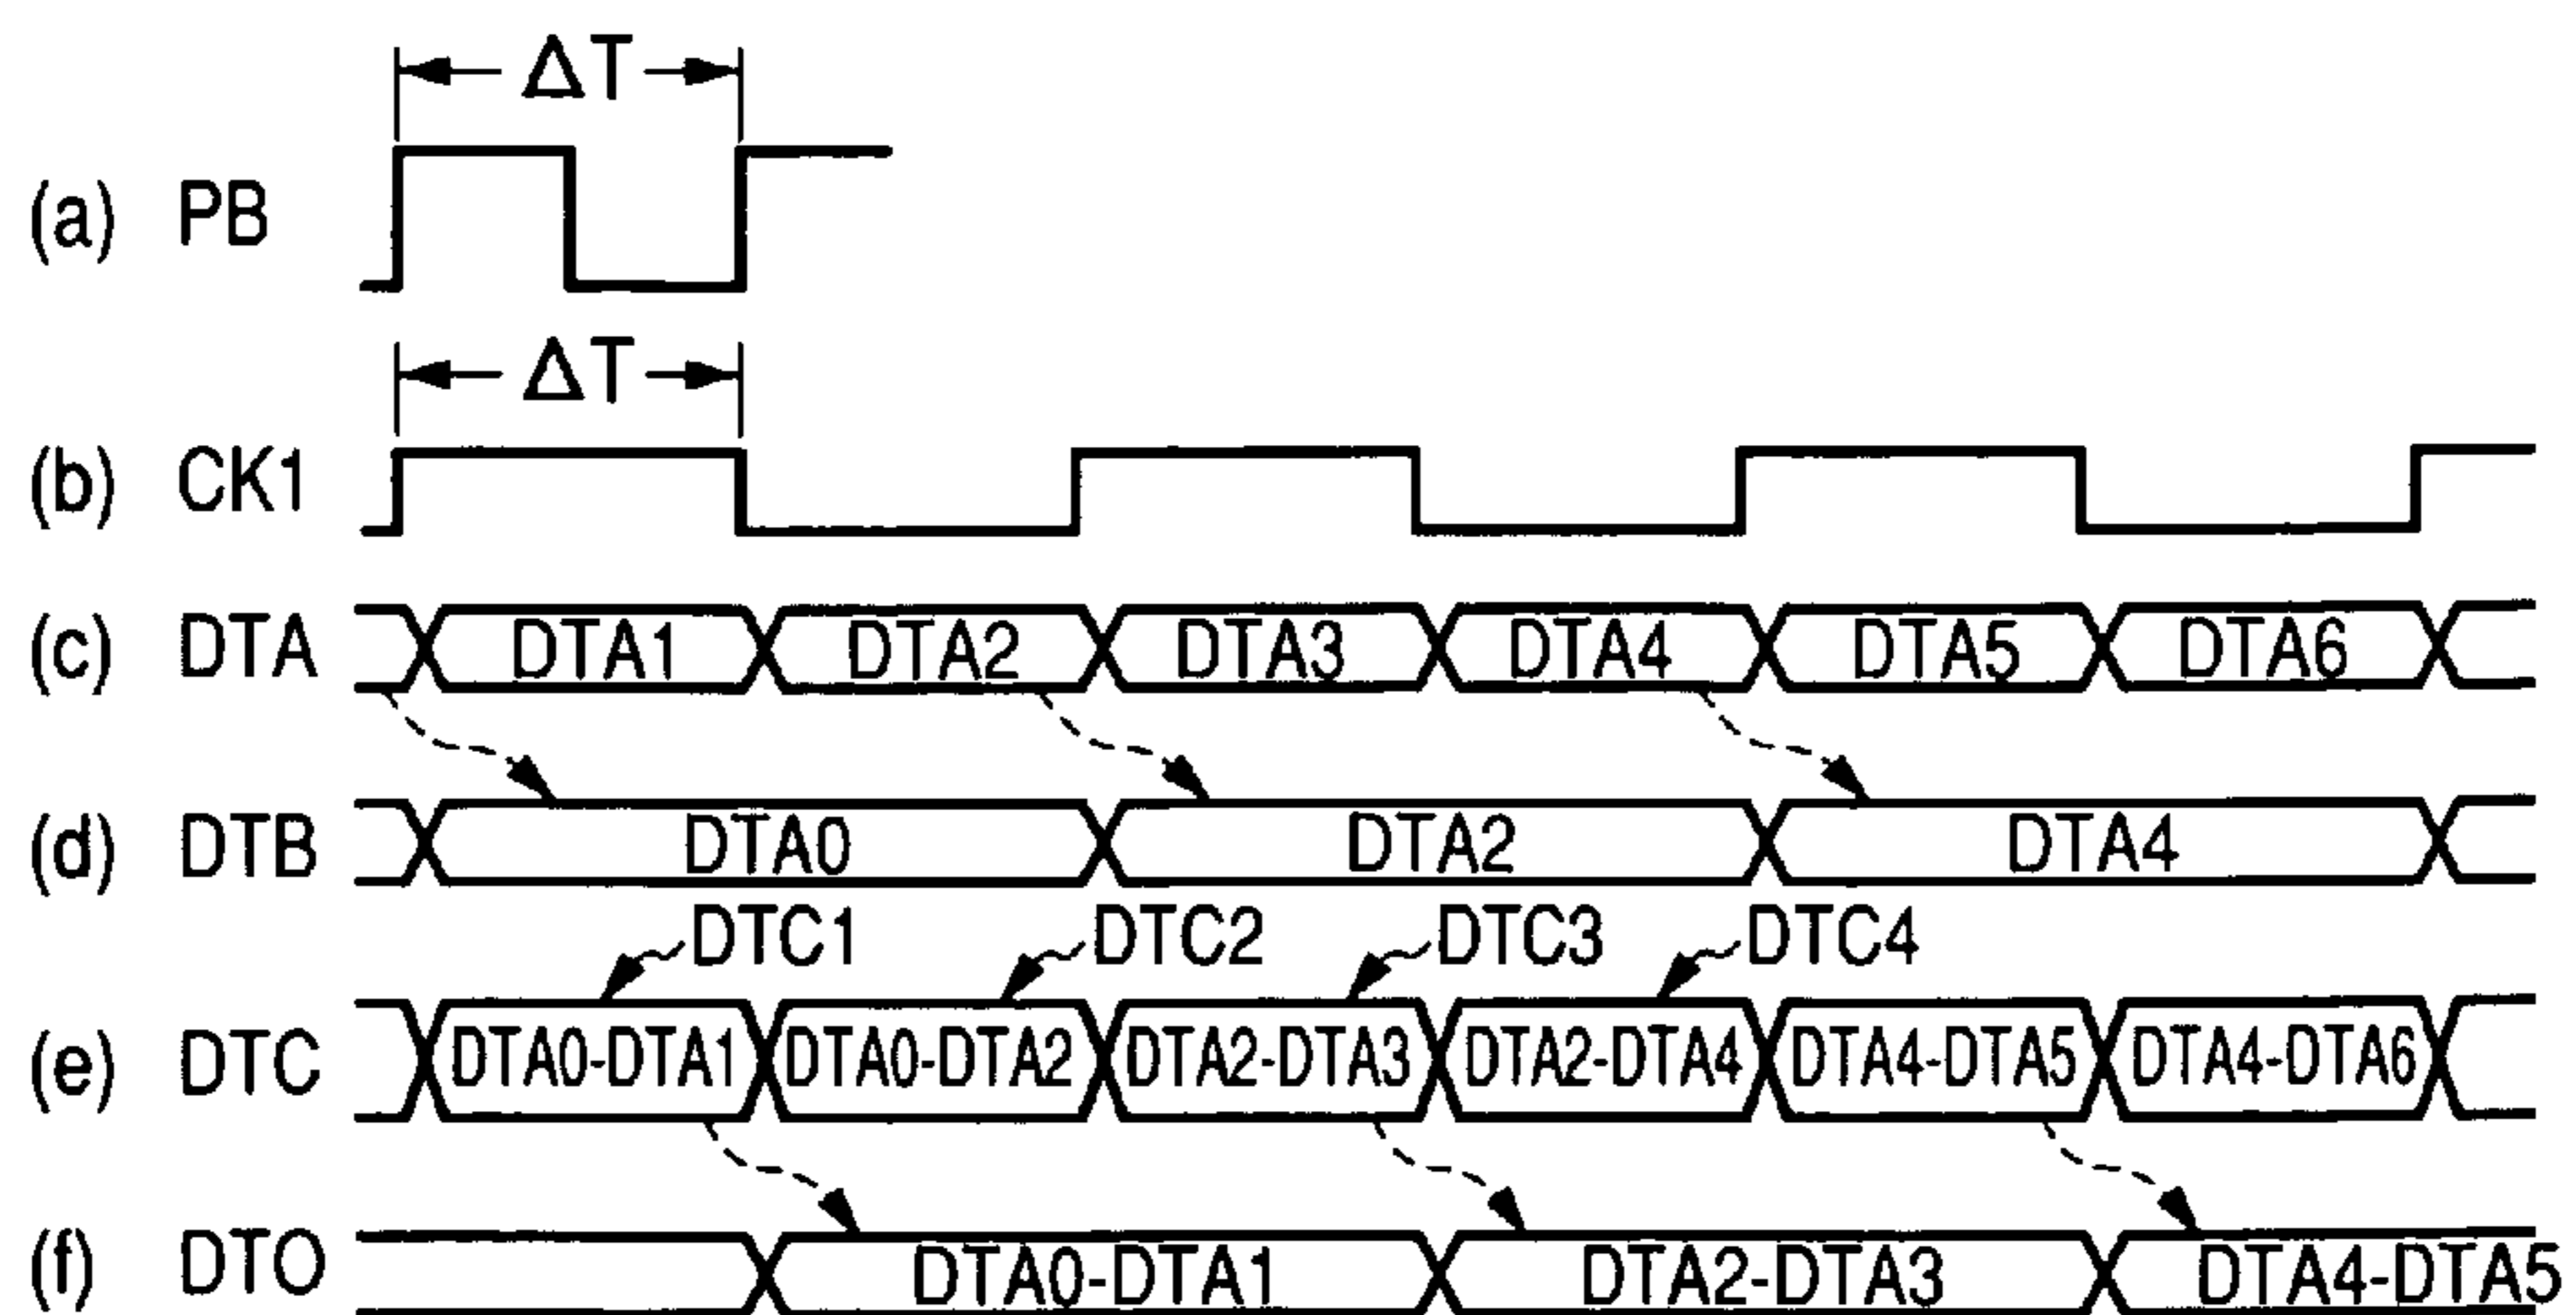 ΔT
(a) PB
ΔT
(b) CK1
(c) DTA DTA1 DTA2 DTA3 DTA4 DTA5 DTA6
(d) DTB DTA0 DTA2 DTA4
DTC1 DTC2 DTC3 DTC4
(e) DTC DTA0-DTA1 DTA0-DTA2 DTA2-DTA3 DTA2-DTA4 DTA4-DTA5 DTA4-DTA6
(f) DTO DTA0-DTA1 DTA2-DTA3 DTA4-DTA5